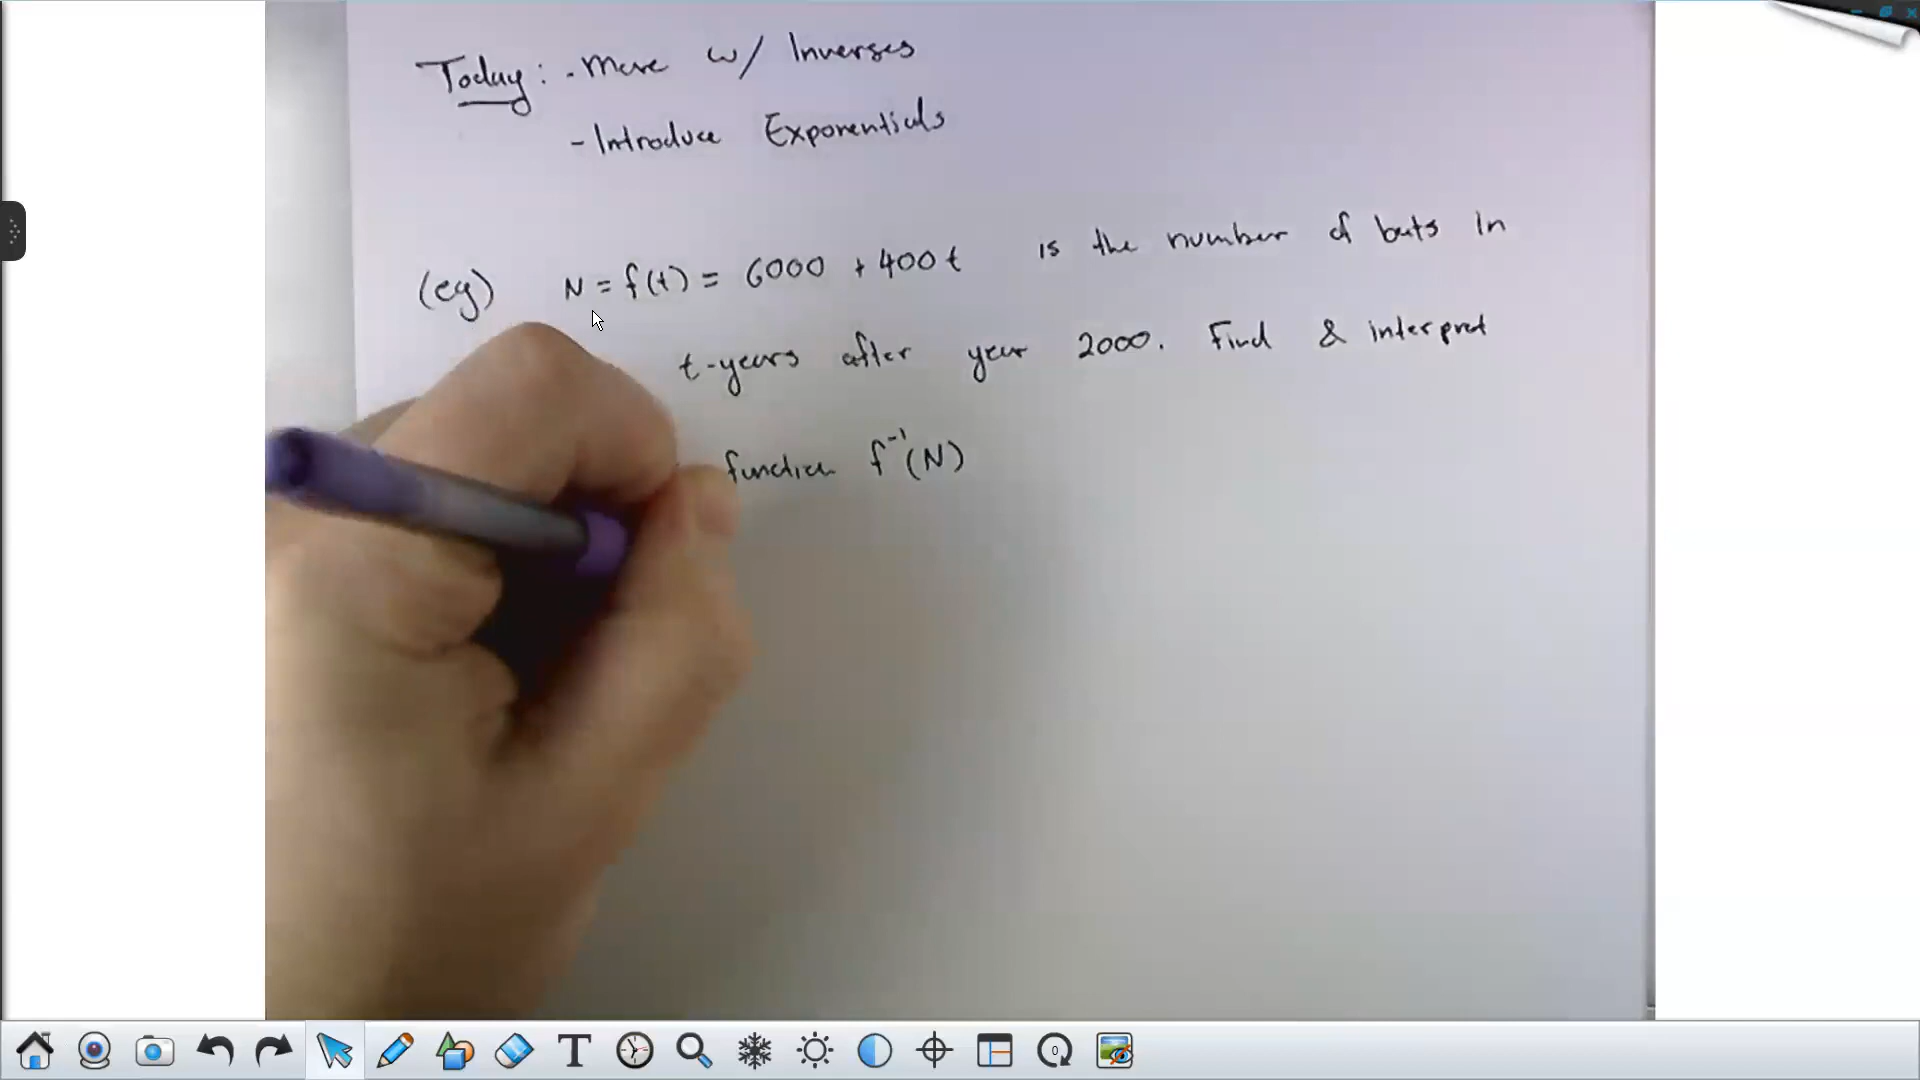 Today: - More w/ Inverses
- Introduce Exponentials
(eg) N = f(t) = 6000 + 400t is the number of bats in
t-years after year 2000. Find & interpret
function f⁻¹(N)
T
0